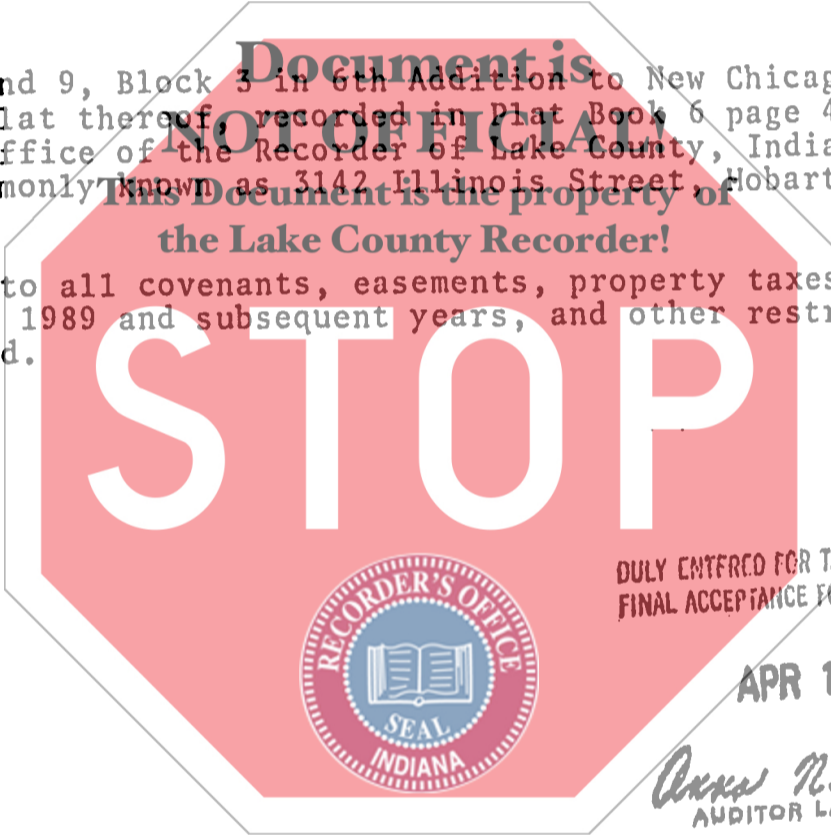 Document is
nd 9, Block 3 in 6th Addition to New Chicag
lat thereof, recorded in Plat Book 6 page 4
NOT OFFICIAL!
ffice of the Recorder of Lake County, India
monly known as 3142 Illinois Street, Hobart
This Document is the property of
the Lake County Recorder!
to all covenants, easements, property taxes
1989 and subsequent years, and other restr
d.
STOP
DULY ENTERED FOR T
FINAL ACCEPTANCE FO
RECORDER'S OFFICE
SEAL
INDIANA
APR 1
Anna N.
AUDITOR LA